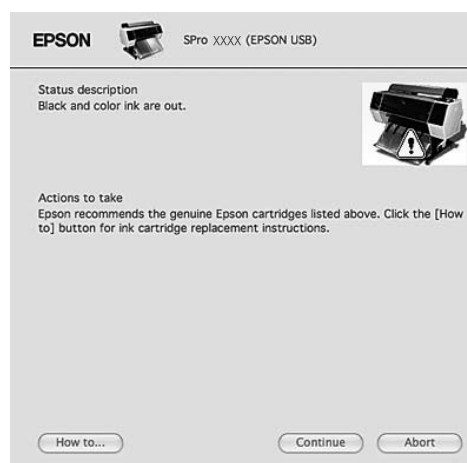 EPSON SPro XXXX (EPSON USB)
Status description
Black and color ink are out.
Actions to take
Epson recommends the genuine Epson cartridges listed above. Click the [How
to] button for ink cartridge replacement instructions.
How to... Continue Abort